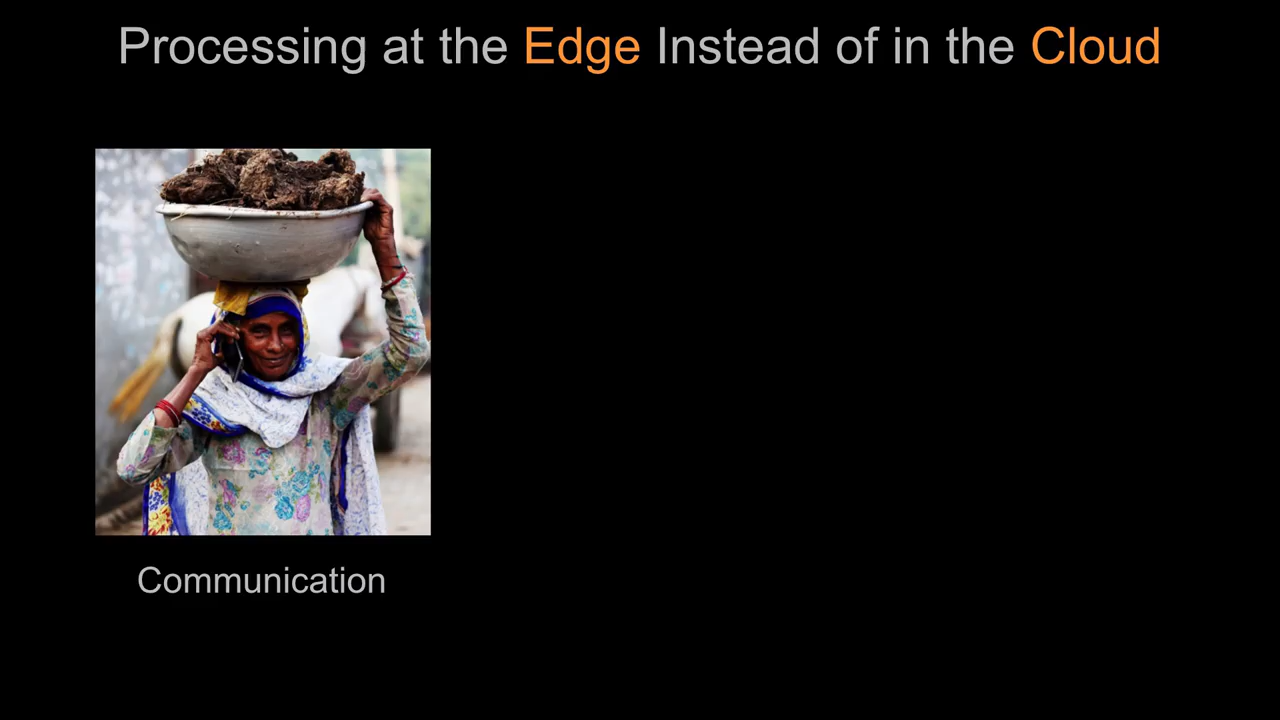 Processing at the Edge Instead of in the Cloud
Communication